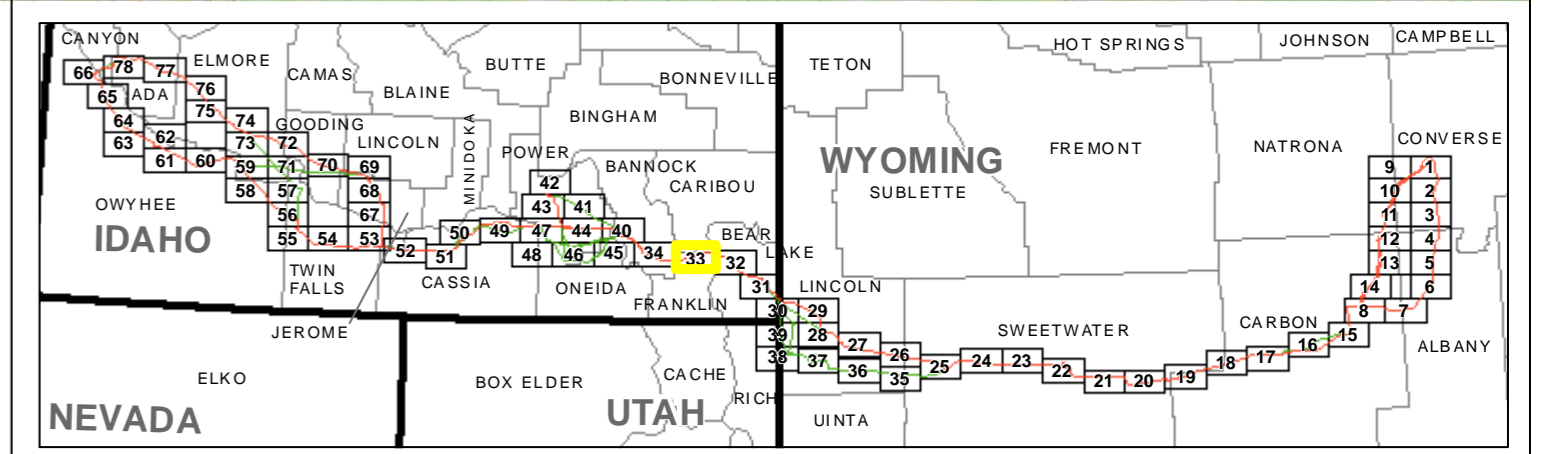 CANYON
ELMORE
CAMAS
BUTTE
BONNEVILLE
TETON
HOT SPRINGS
JOHNSON
CAMPBELL
66 78 77
76
ADA
65
75
BLAINE
BINGHAM
64
74
GOODING
LINCOLN
MINIDOKA
NATRONA
CONVERSE
63 62
73 72
POWER
BANNOCK
WYOMING
FREMONT
61 60 59 71 70 69
9 1
42
CARIBOU
SUBLETTE
58 57 68
10 2
OWYHEE
43 41
56 67
11 3
IDAHO
50 49 47 44 40
BEAR
LAKE
55 54 53
12 4
52 51
48 46 45 34 33 32
13 5
TWIN
FALLS
CASSIA
ONEIDA
31
LINCOLN
14 6
FRANKLIN
30 29
8 7
JEROME
39 28
SWEETWATER
CARBON
15
27
16
ALBANY
38 37 26 25 24 23
18 17
ELKO
BOX ELDER
CACHE
36 35
22 21 20 19
RICH
NEVADA
UTAH
UINTA